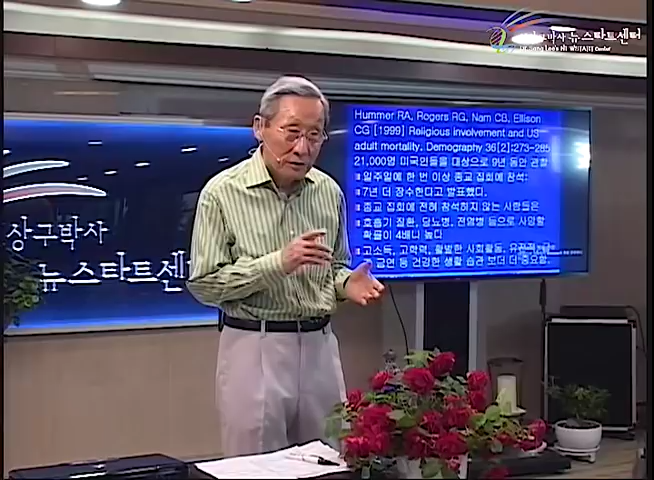 뉴스타트센터
Dr. Sang Lee's NEWSTART Center
Hummer RA, Rogers RG, Nam CB, Ellison
CG [1999] Religious involvement and U.S.
adult mortality. Demography 36[2]:273-285
21,000명 미국인들을 대상으로 9년 동안 관찰
일주일에 한 번 이상 종교 집회에 참석:
7년 더 장수한다고 발표했다.
종교 집회에 전혀 참석하지 않는 사람들은
호흡기 질환, 당뇨병, 전염병 등으로 사망할
확률이 4배나 높다
고소득, 고학력, 활발한 사회활동,
금연 등 건강한 생활 습관 보다 더 중요함.
상구박사
뉴스타트센